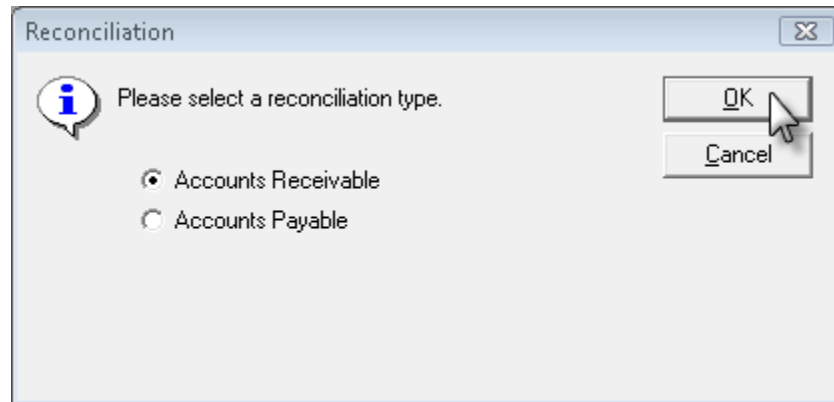 Reconciliation
Please select a reconciliation type.
OK
Cancel
Accounts Receivable
Accounts Payable